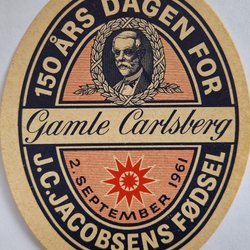 150 ÅRS DAGEN FOR
Gamle Carlsberg
2. SEPTEMBER 1961
J.C. JACOBSENS FØDSEL